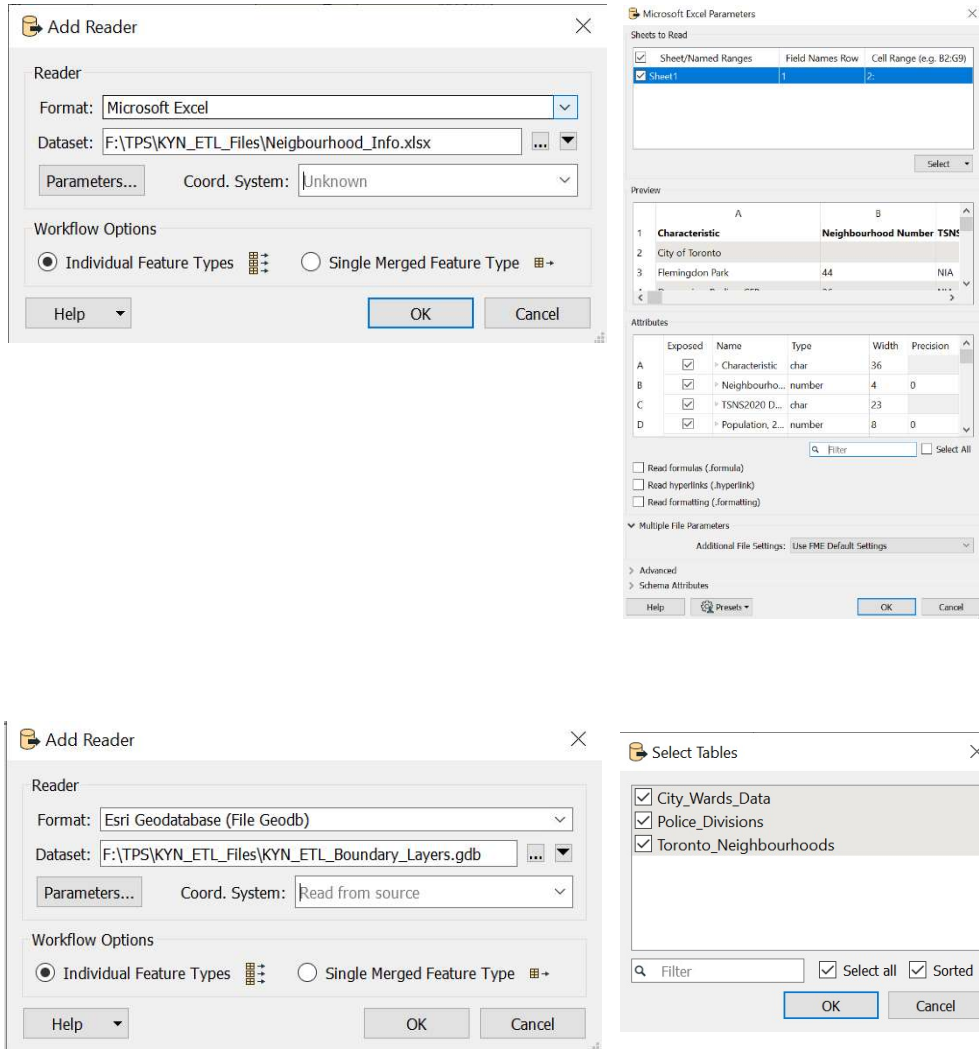 Add Reader
Reader
Format: Microsoft Excel
Dataset: F:\TPS\KYN_ETL_Files\Neigbourhood_Info.xlsx ...
Parameters... Coord. System: Unknown
Workflow Options
Individual Feature Types Single Merged Feature Type
Help OK Cancel
Microsoft Excel Parameters
Sheets to Read
Sheet/Named Ranges Field Names Row Cell Range (e.g. B2:G9)
Sheet1 1 2:
Select
Preview
A B
1 Characteristic Neighbourhood Number TSNS
2 City of Toronto
3 Flemingdon Park 44 NIA
Attributes
Exposed Name Type Width Precision
A Characteristic char 36
B Neighbourho... number 4 0
C TSNS2020 D... char 23
D Population, 2... number 8 0
Filter Select All
Read formulas (.formula)
Read hyperlinks (.hyperlink)
Read formatting (.formatting)
Multiple File Parameters
Additional File Settings: Use FME Default Settings
Advanced
Schema Attributes
Help Presets OK Cancel
Add Reader
Reader
Format: Esri Geodatabase (File Geodb)
Dataset: F:\TPS\KYN_ETL_Files\KYN_ETL_Boundary_Layers.gdb ...
Parameters... Coord. System: Read from source
Workflow Options
Individual Feature Types Single Merged Feature Type
Help OK Cancel
Select Tables
City_Wards_Data
Police_Divisions
Toronto_Neighbourhoods
Filter Select all Sorted
OK Cancel